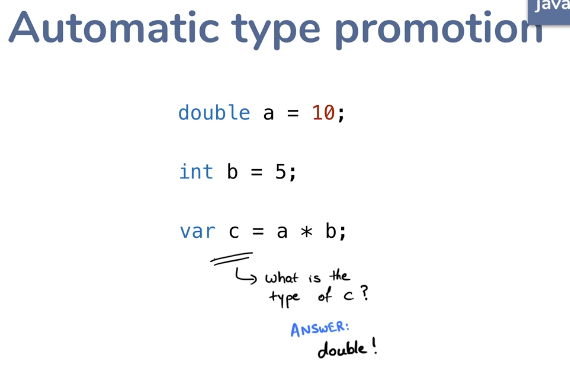 java
Automatic type promotion
double a = 10;
int b = 5;
var c = a * b;
what is the
type of c?
ANSWER:
double!